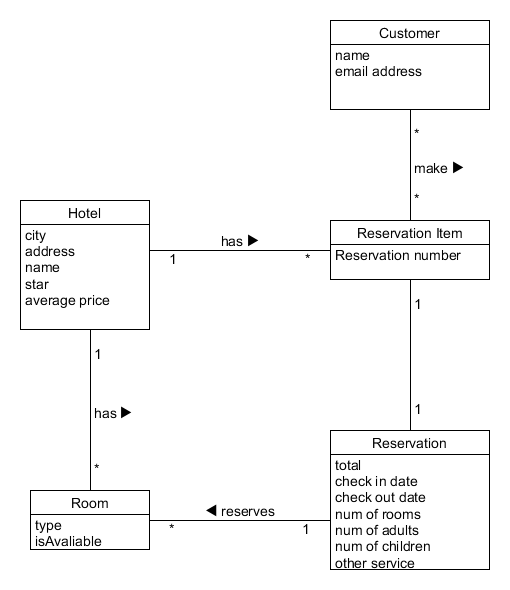 Customer
name
email address
*
make ▶
*
Hotel
city
address
name
star
average price
has ▶
1
*
Reservation Item
Reservation number
1
1
1
has ▶
*
Reservation
total
check in date
check out date
num of rooms
num of adults
num of children
other service
Room
type
isAvaliable
◀ reserves
*
1